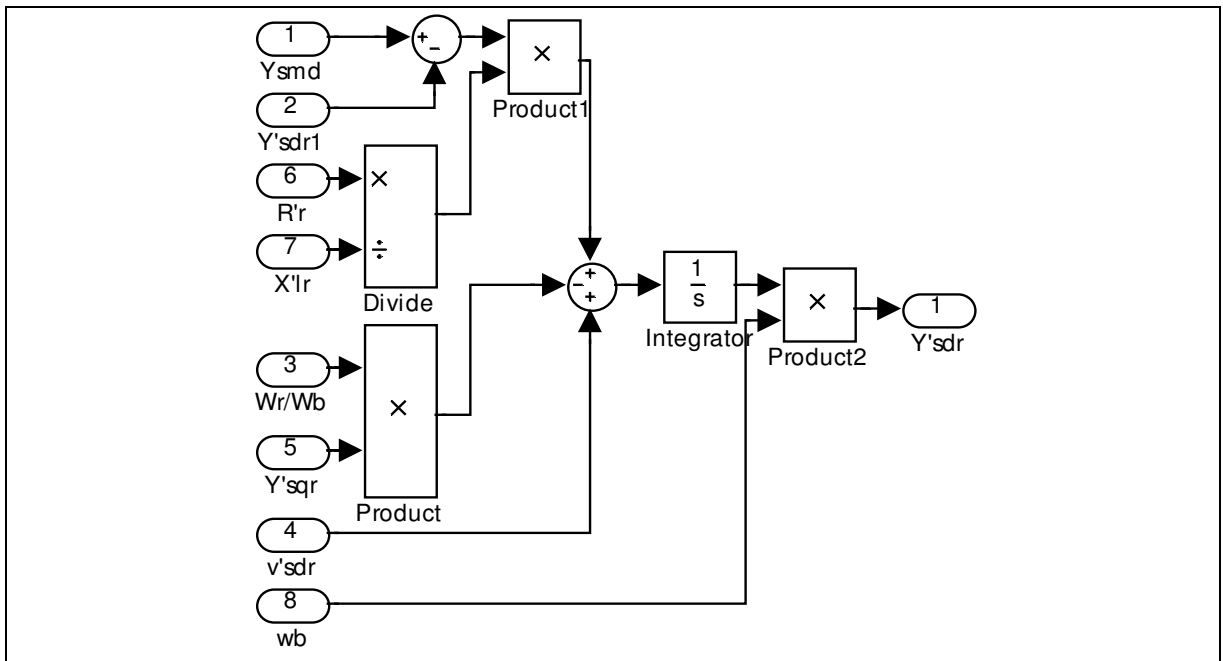 1
Ysmd
2
Y'sdr1
6
R'r
7
X'lr
3
Wr/Wb
5
Y'sqr
4
v'sdr
8
wb
+
−
×
Product1
×
÷
Divide
×
Product
+
−
+
1
s
Integrator
×
Product2
1
Y'sdr